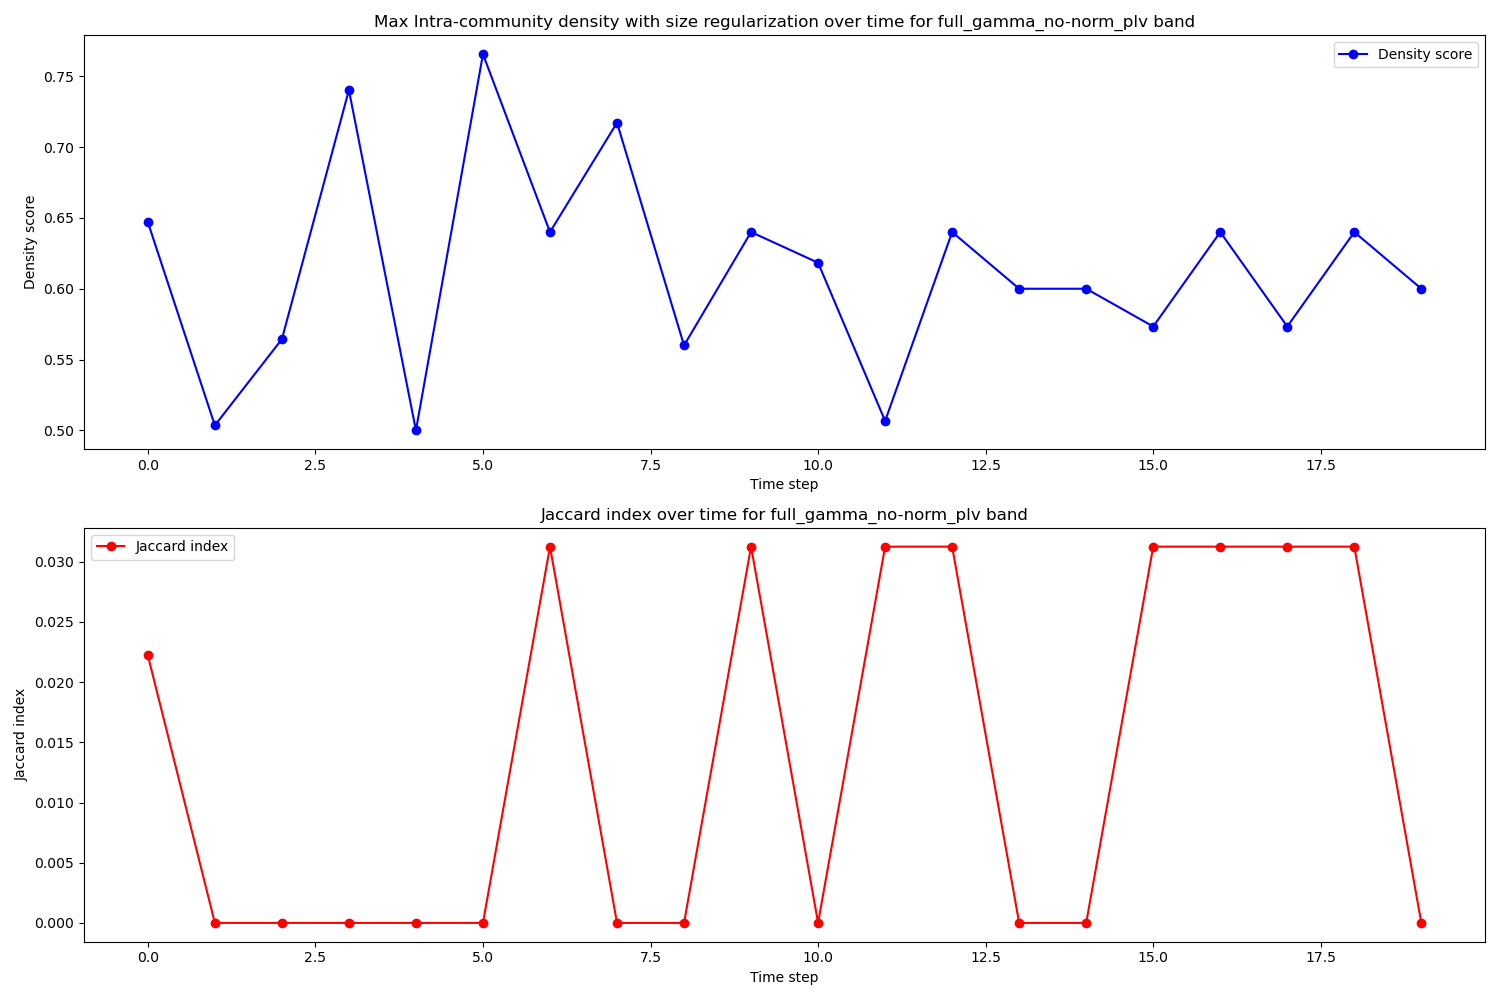 Max Intra-community density with size regularization over time for full_gamma_no-norm_plv band
Density score
Density score
0.75
0.70
0.65
0.60
0.55
0.50
0.0 2.5 5.0 7.5 10.0 12.5 15.0 17.5
Time step
Jaccard index over time for full_gamma_no-norm_plv band
Jaccard index
Jaccard index
0.030
0.025
0.020
0.015
0.010
0.005
0.000
0.0 2.5 5.0 7.5 10.0 12.5 15.0 17.5
Time step